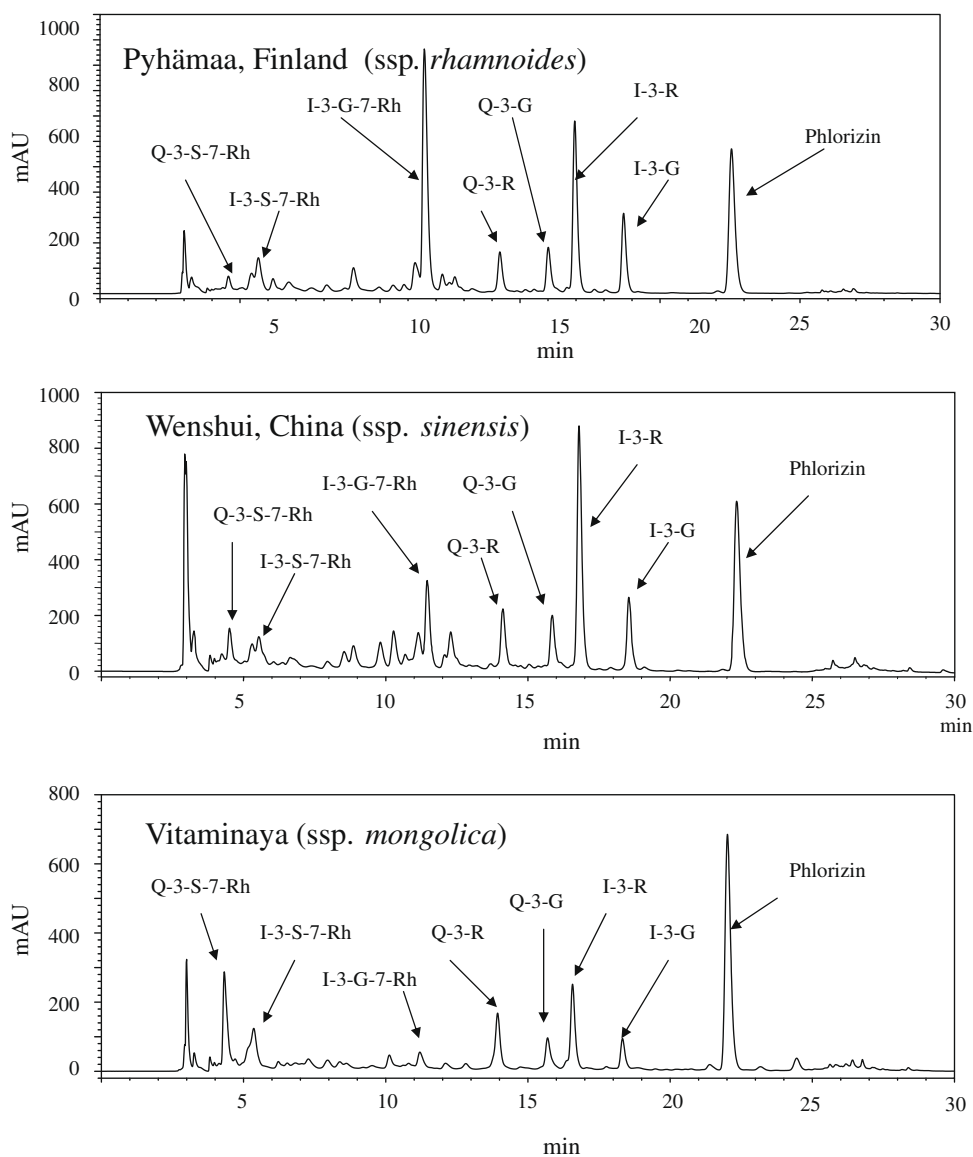 1000
800
600
400
200
0
mAU
Pyhämaa, Finland (ssp. rhamnoides)
Q-3-S-7-Rh
I-3-S-7-Rh
I-3-G-7-Rh
Q-3-R
Q-3-G
I-3-R
I-3-G
Phlorizin
5 10 15 20 25 30
min
1000
800
600
400
200
0
mAU
Wenshui, China (ssp. sinensis)
Q-3-S-7-Rh
I-3-S-7-Rh
I-3-G-7-Rh
Q-3-R
Q-3-G
I-3-R
I-3-G
Phlorizin
5 10 15 20 25 30
min
min
800
600
400
200
0
mAU
Vitaminaya (ssp. mongolica)
Q-3-S-7-Rh
I-3-S-7-Rh
I-3-G-7-Rh
Q-3-R
Q-3-G
I-3-R
I-3-G
Phlorizin
5 10 15 20 25 30
min